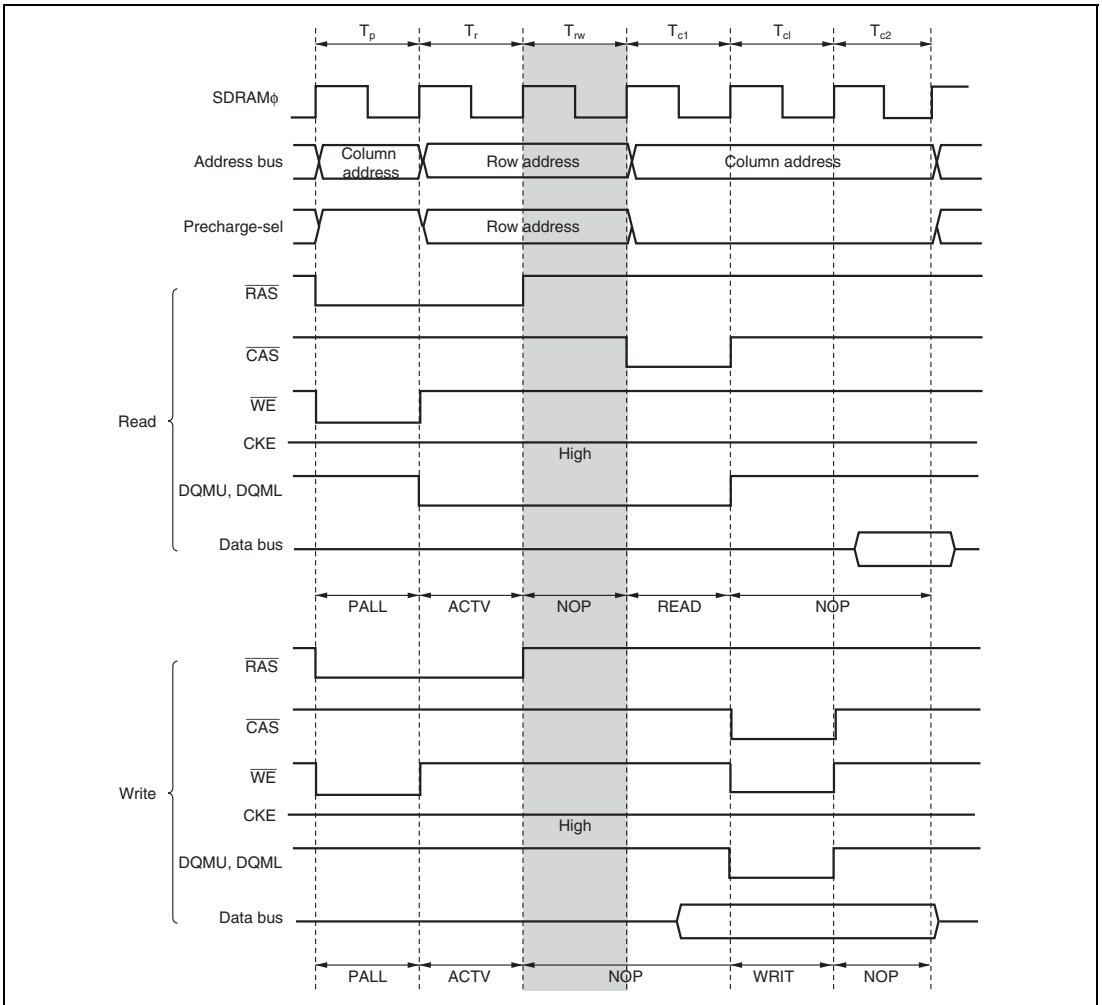 Tp Tr Trw Tc1 Tcl Tc2
SDRAMϕ
Address bus Column address Row address Column address
Precharge-sel Row address
Read
RAS
CAS
WE
CKE High
DQMU, DQML
Data bus
PALL ACTV NOP READ NOP
Write
RAS
CAS
WE
CKE High
DQMU, DQML
Data bus
PALL ACTV NOP WRIT NOP